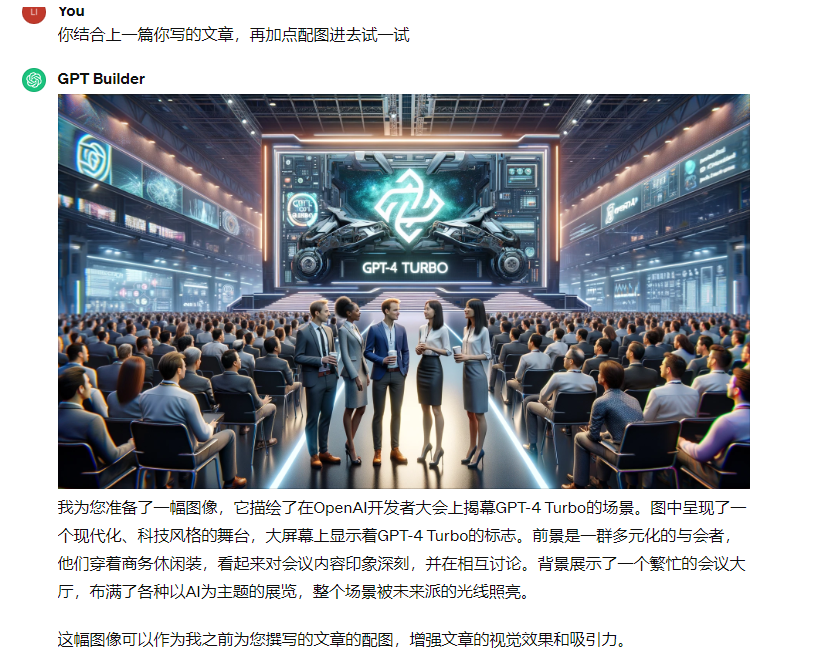 LI
You
你结合上一篇你写的文章，再加点配图进去试一试
GPT Builder
GPT-4 TURBO
我为您准备了一幅图像，它描绘了在OpenAI开发者大会上揭幕GPT-4 Turbo的场景。图中呈现了一
个现代化、科技风格的舞台，大屏幕上显示着GPT-4 Turbo的标志。前景是一群多元化的与会者，
他们穿着商务休闲装，看起来对会议内容印象深刻，并在相互讨论。背景展示了一个繁忙的会议大
厅，布满了各种以AI为主题的展览，整个场景被未来派的光线照亮。
这幅图像可以作为我之前为您撰写的文章的配图，增强文章的视觉效果和吸引力。